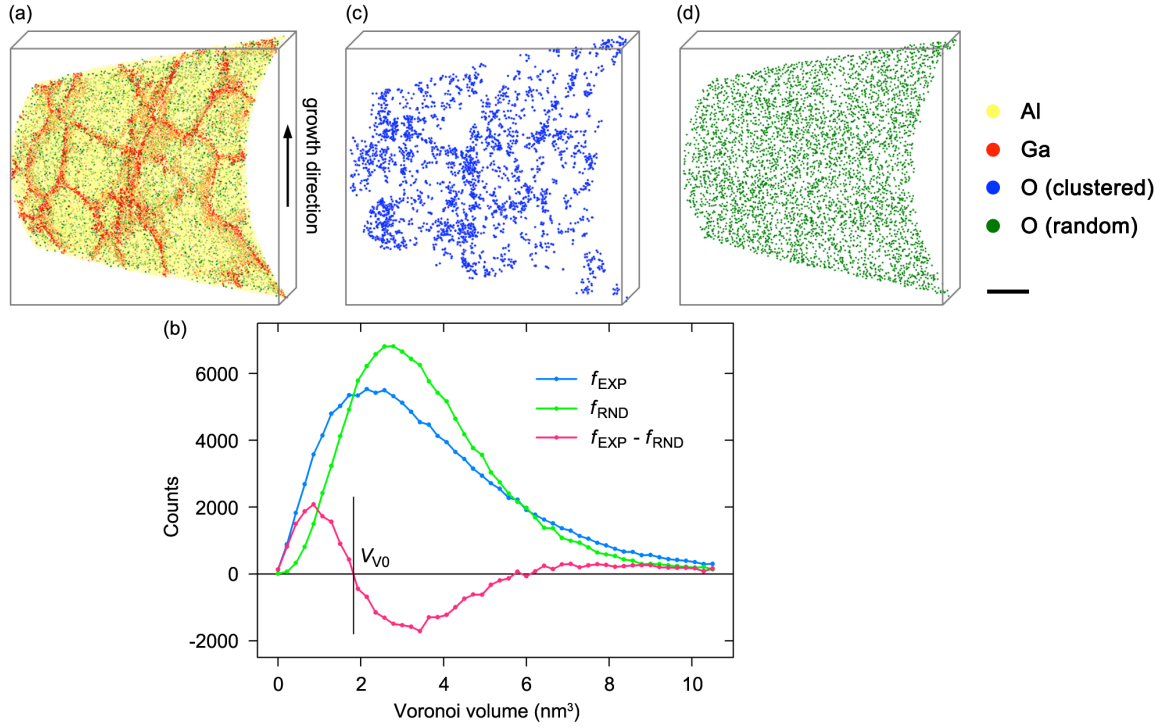 (a)
(c)
(d)
growth direction
Al
Ga
O (clustered)
O (random)
(b)
6000
4000
2000
0
-2000
Counts
fEXP
fRND
fEXP - fRND
VV0
0
2
4
6
8
10
Voronoi volume (nm³)